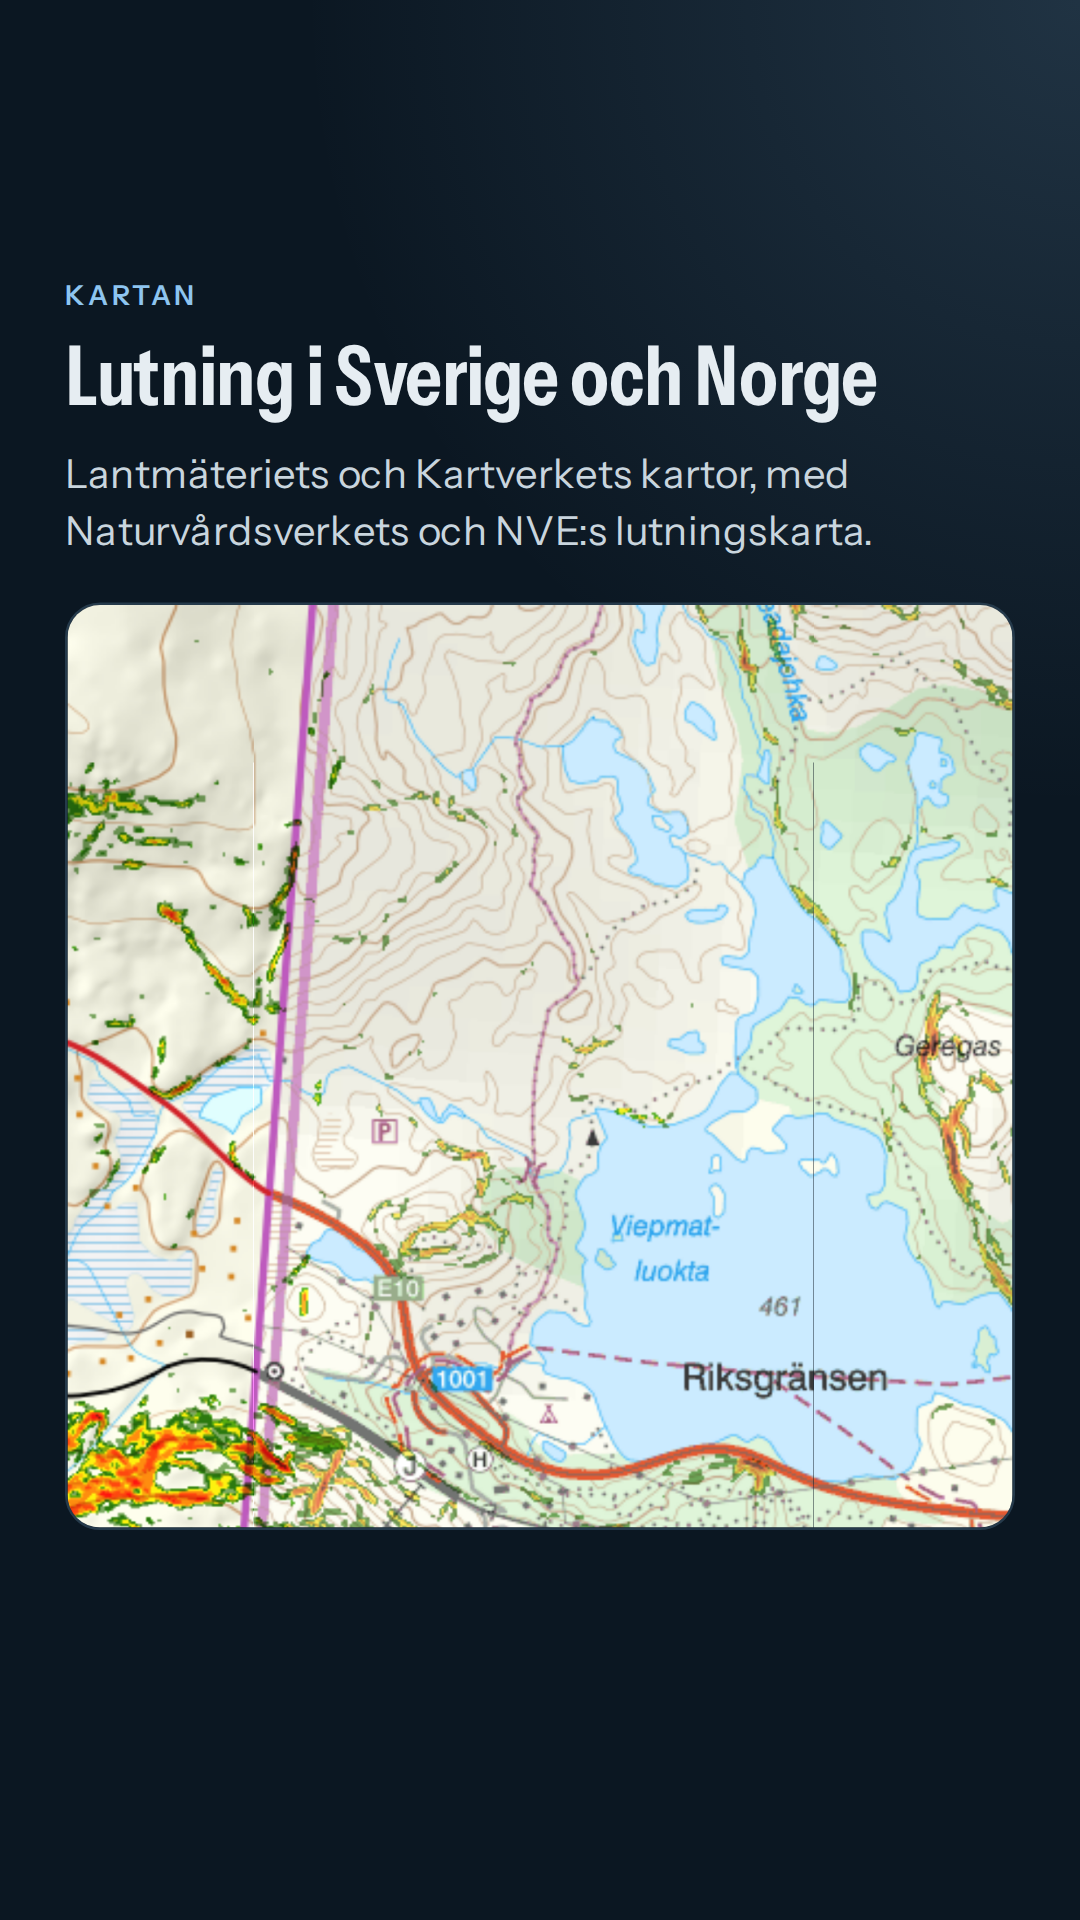 KARTAN
Lutning i Sverige och Norge
Lantmäteriets och Kartverkets kartor, med
Naturvårdsverkets och NVE:s lutningskarta.
Geregas
P
Viepmat-
luokta
E10
461
1001
Riksgränsen
J
H